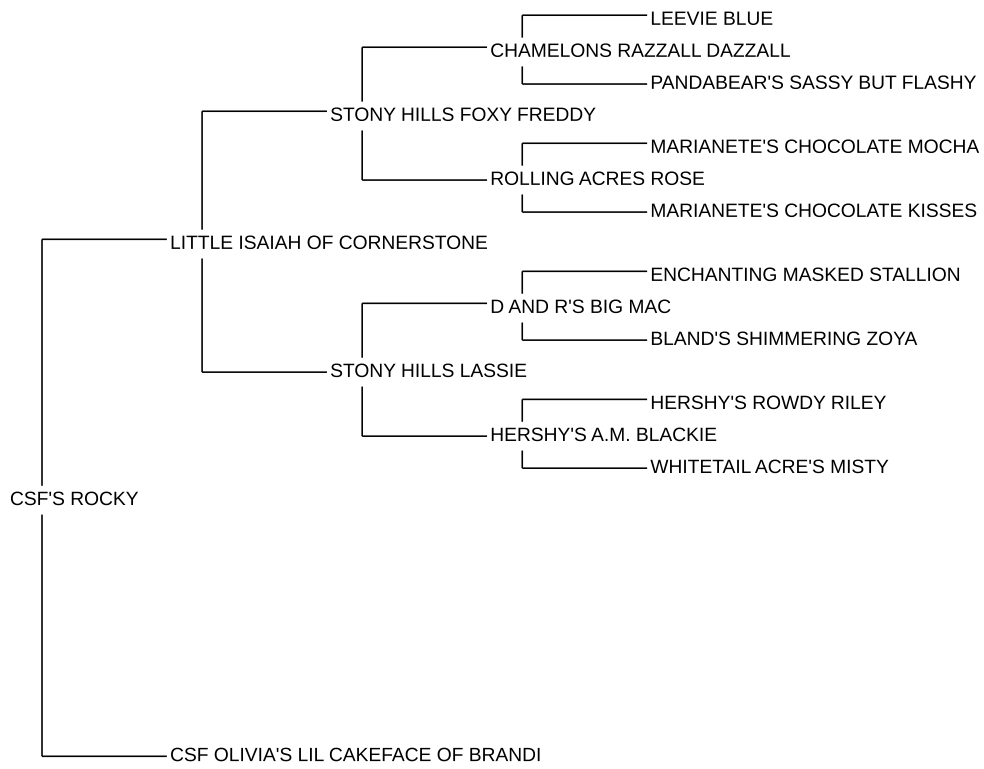 LEEVIE BLUE
CHAMELONS RAZZALL DAZZALL
PANDABEAR'S SASSY BUT FLASHY
STONY HILLS FOXY FREDDY
MARIANETE'S CHOCOLATE MOCHA
ROLLING ACRES ROSE
MARIANETE'S CHOCOLATE KISSES
LITTLE ISAIAH OF CORNERSTONE
ENCHANTING MASKED STALLION
D AND R'S BIG MAC
BLAND'S SHIMMERING ZOYA
STONY HILLS LASSIE
HERSHY'S ROWDY RILEY
HERSHY'S A.M. BLACKIE
WHITETAIL ACRE'S MISTY
CSF'S ROCKY
CSF OLIVIA'S LIL CAKEFACE OF BRANDI